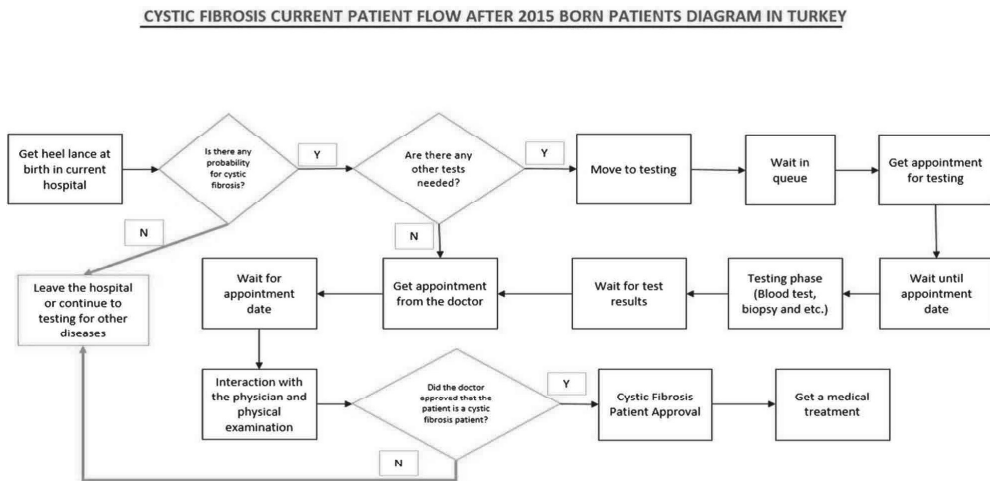 CYSTIC FIBROSIS CURRENT PATIENT FLOW AFTER 2015 BORN PATIENTS DIAGRAM IN TURKEY
Get heel lance at
birth in current
hospital
Is there any
probability
for cystic
fibrosis?
Y
Are there any
other tests
needed?
Y
Move to testing
Wait in
queue
Get appointment
for testing
N
N
Leave the hospital
or continue to
testing for other
diseases
Wait for
appointment
date
Get appointment
from the doctor
Wait for test
results
Testing phase
(Blood test,
biopsy and etc.)
Wait until
appointment
date
Interaction with
the physician and
physical
examination
Did the doctor
approved that the
patient is a cystic
fibrosis patient?
Y
Cystic Fibrosis
Patient Approval
Get a medical
treatment
N